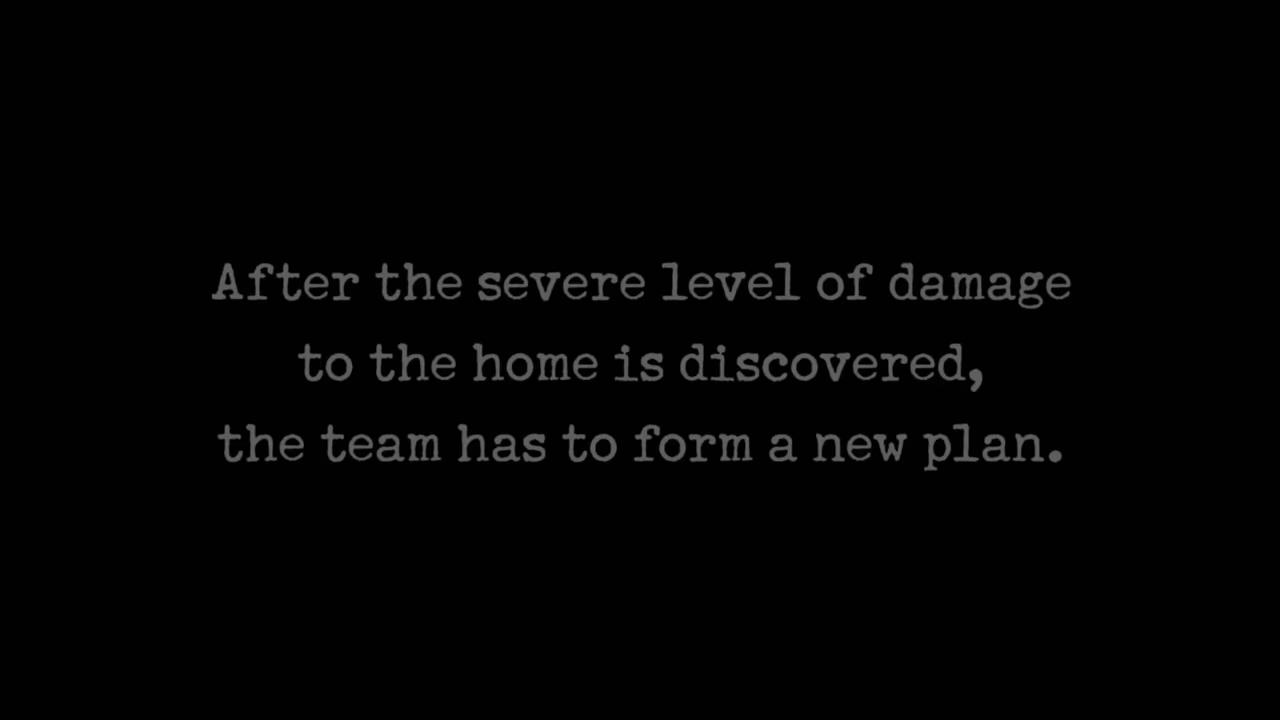 After the severe level of damage
to the home is discovered,
the team has to form a new plan.